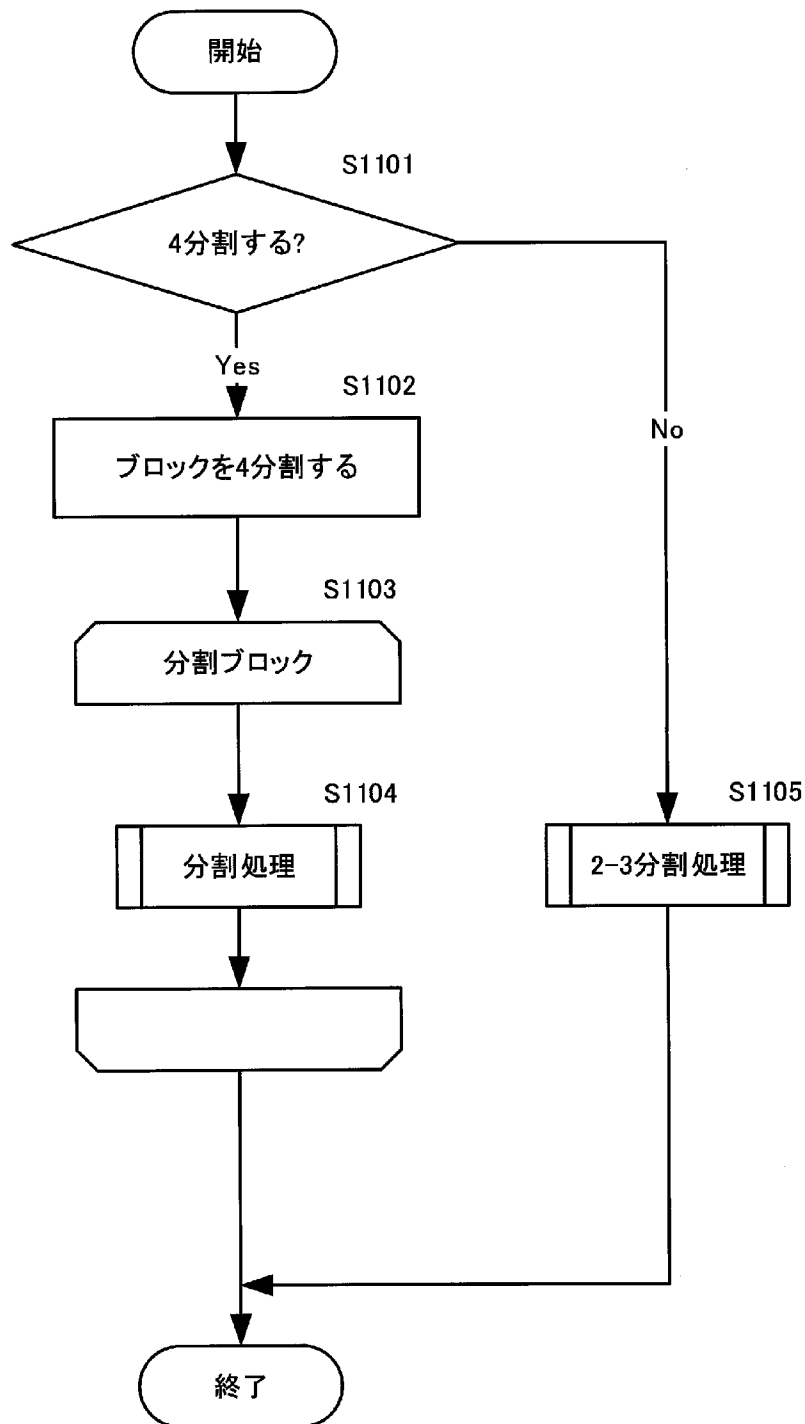 開始
S1101
4分割する?
Yes
S1102
No
ブロックを4分割する
S1103
分割ブロック
S1104
S1105
分割処理
2-3分割処理
終了